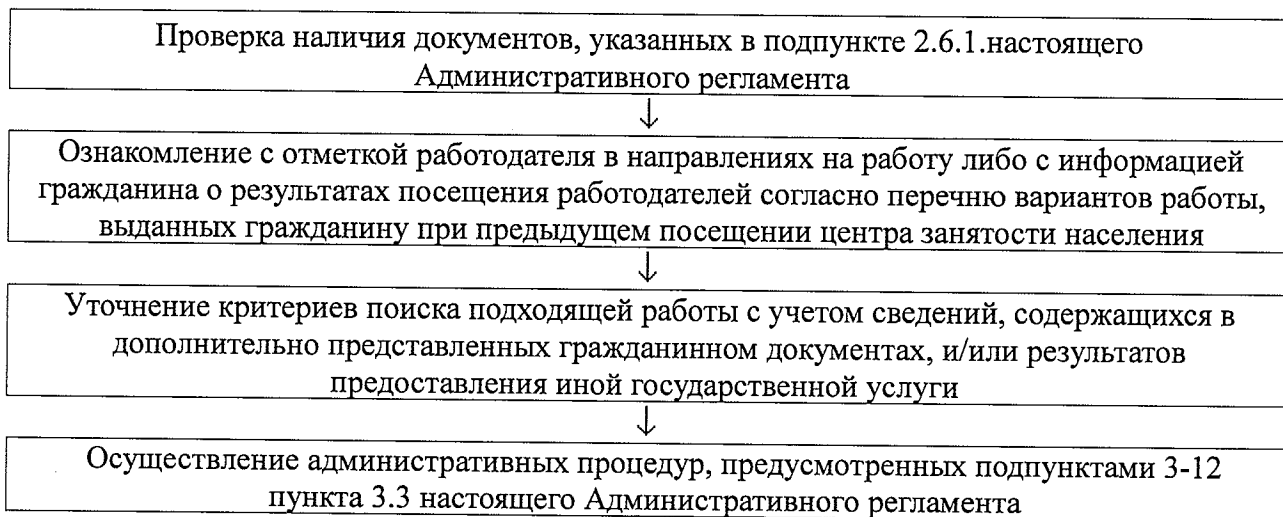 Проверка наличия документов, указанных в подпункте 2.6.1.настоящего
Административного регламента
↓
Ознакомление с отметкой работодателя в направлениях на работу либо с информацией
гражданина о результатах посещения работодателей согласно перечню вариантов работы,
выданных гражданину при предыдущем посещении центра занятости населения
↓
Уточнение критериев поиска подходящей работы с учетом сведений, содержащихся в
дополнительно представленных гражданинном документах, и/или результатов
предоставления иной государственной услуги
↓
Осуществление административных процедур, предусмотренных подпунктами 3-12
пункта 3.3 настоящего Административного регламента